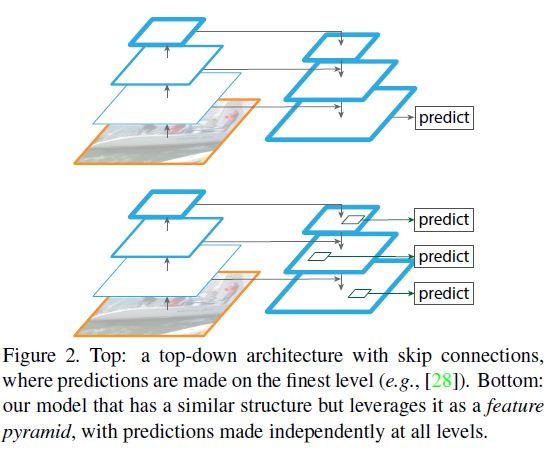 predict
predict
predict
predict
Figure 2. Top: a top-down architecture with skip connections,
where predictions are made on the finest level (e.g., [28]). Bottom:
our model that has a similar structure but leverages it as a feature
pyramid, with predictions made independently at all levels.